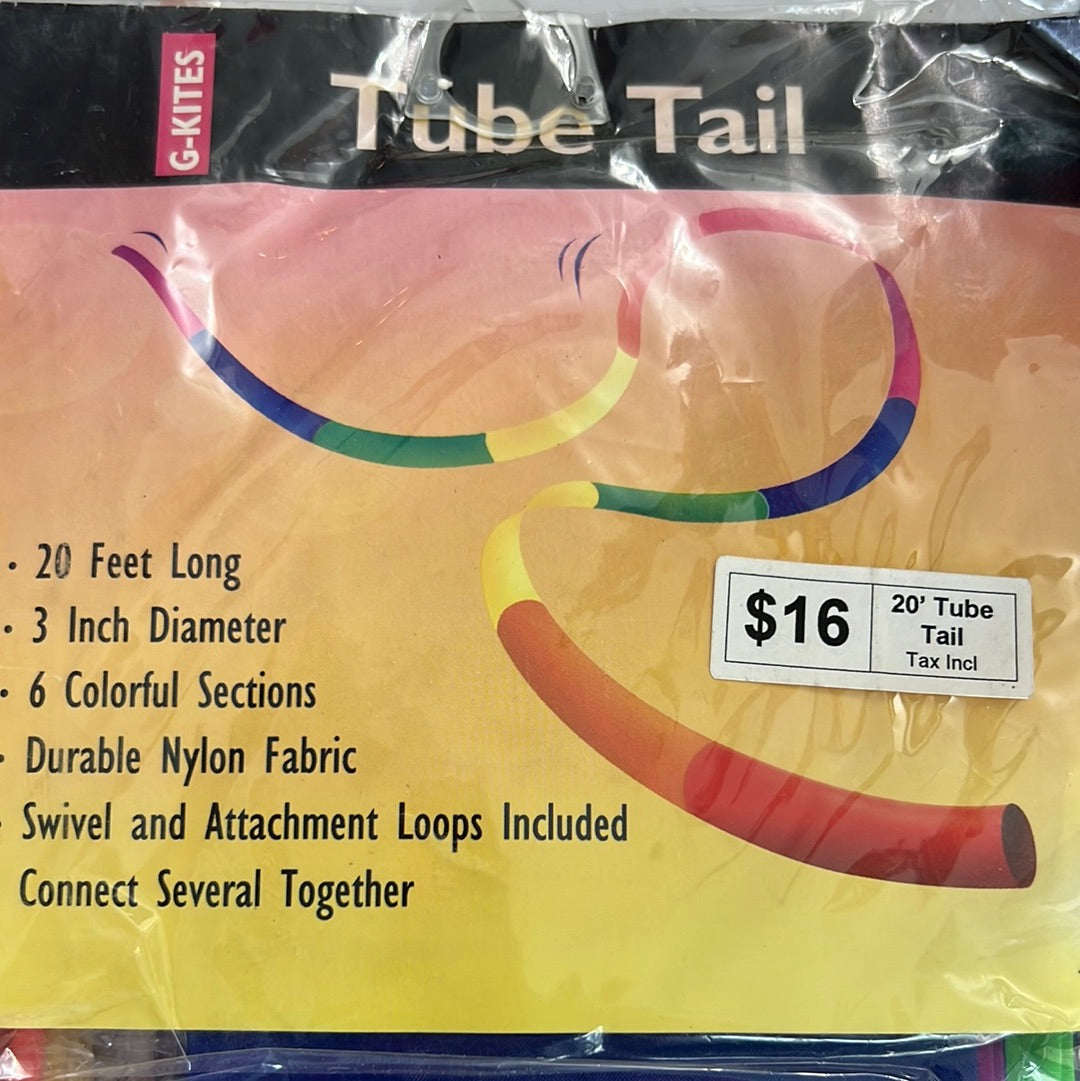 G-KITES
Tube Tail
· 20 Feet Long
· 3 Inch Diameter
· 6 Colorful Sections
· Durable Nylon Fabric
· Swivel and Attachment Loops Included
Connect Several Together
$16
20’ Tube
Tail
Tax Incl